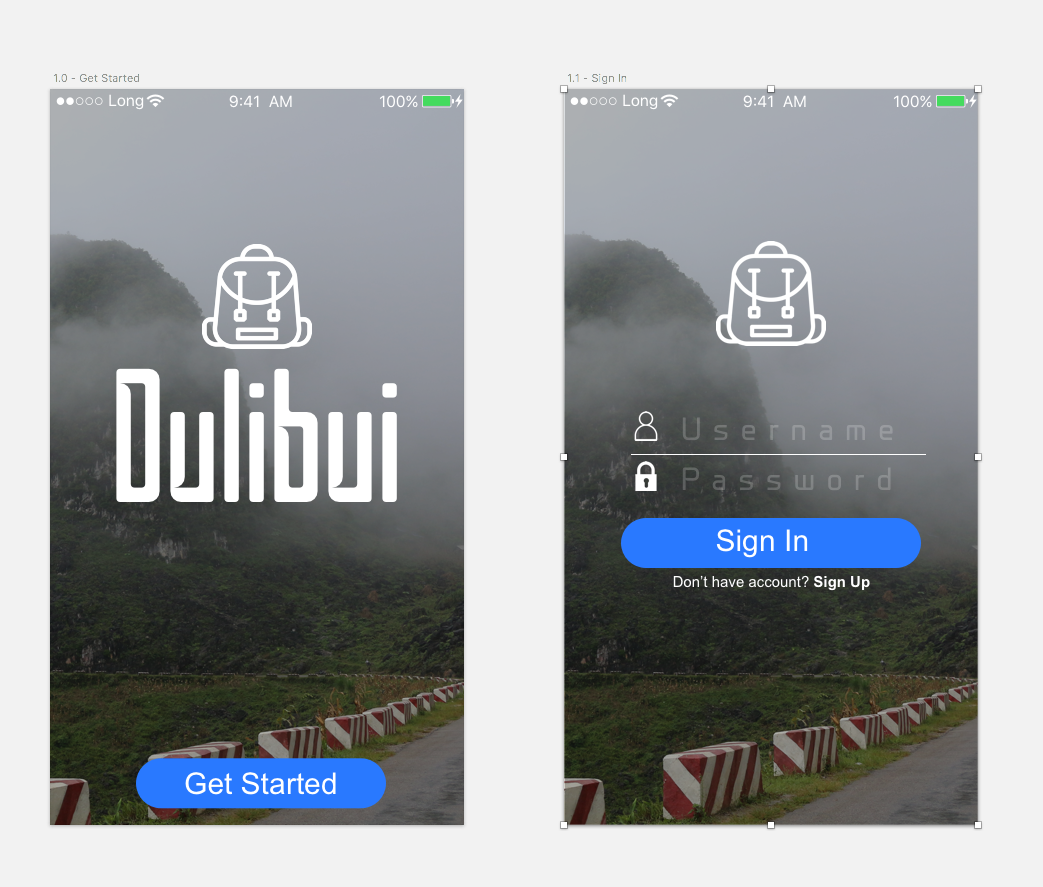 1.0 - Get Started
Long 9:41 AM 100%
Dulibui
Get Started
1.1 - Sign In
Long 9:41 AM 100%
Username
Password
Sign In
Don't have account? Sign Up